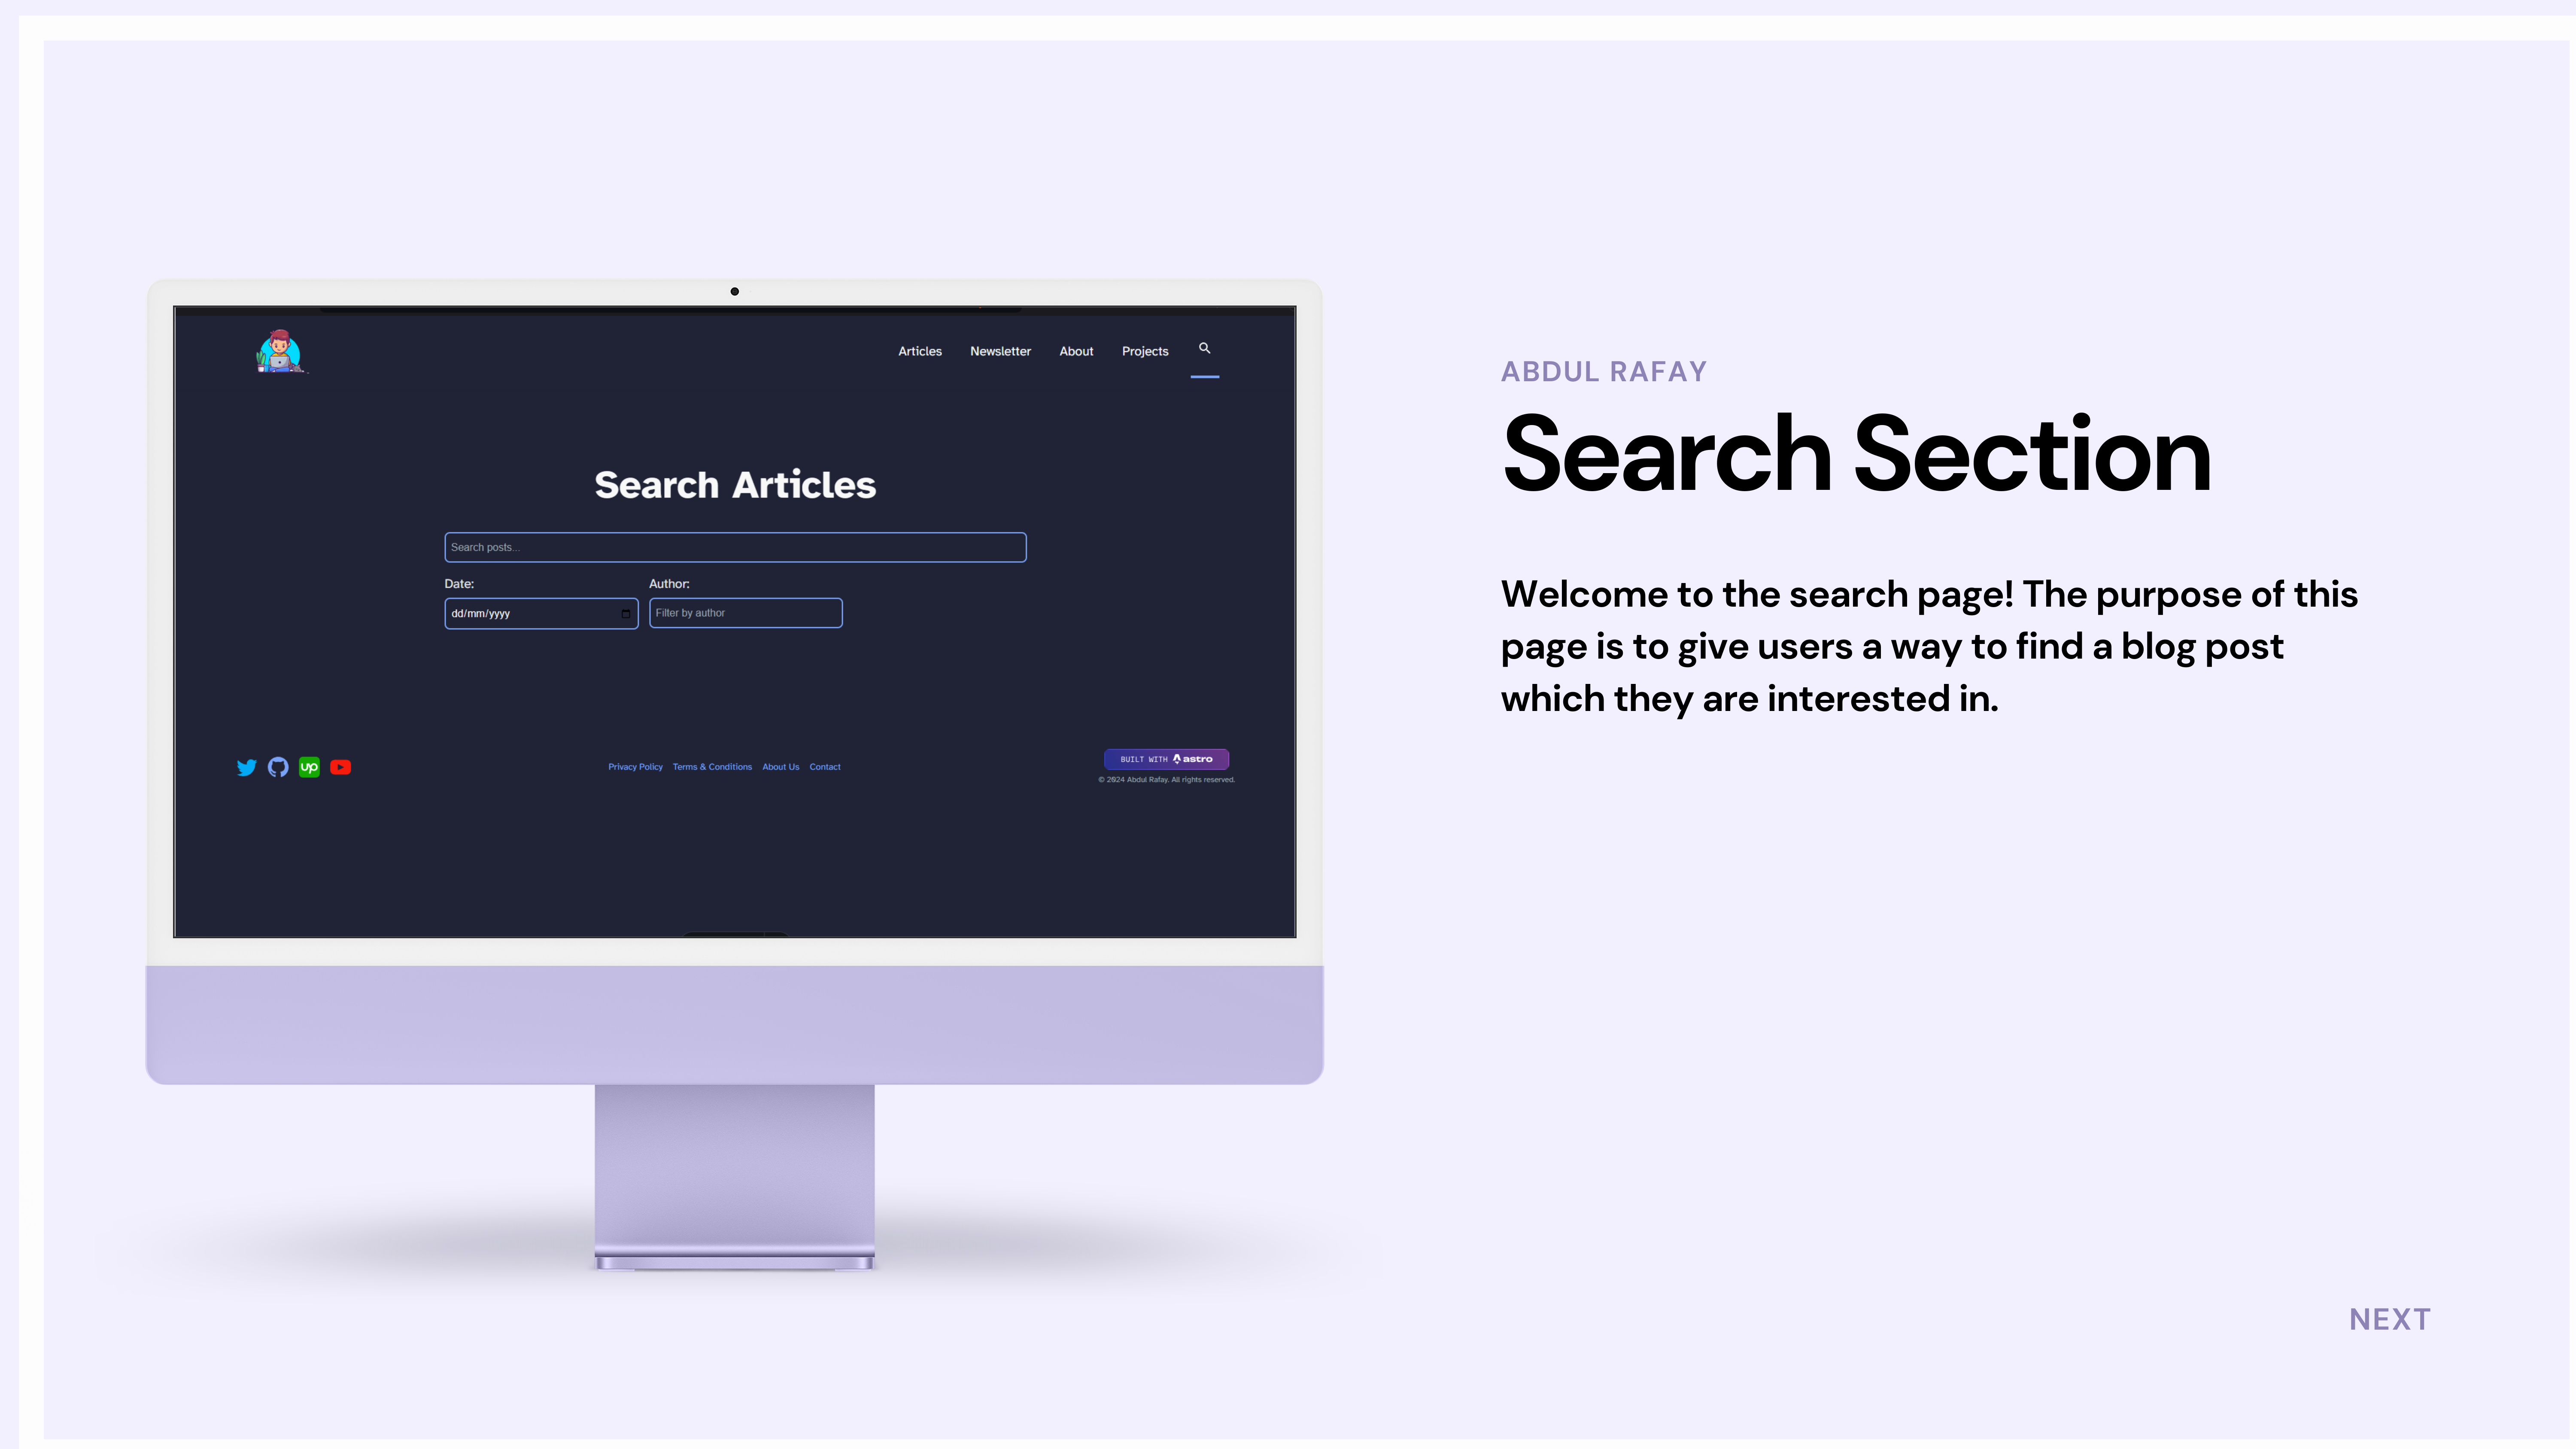 Articles Newsletter About Projects
Search Articles
Search posts...
Date: Author:
dd/mm/yyyy Filter by author
up
Privacy Policy Terms & Conditions About Us Contact
BUILT WITH astro
© 2024 Abdul Rafay. All rights reserved.
ABDUL RAFAY
Search Section
Welcome to the search page! The purpose of this
page is to give users a way to find a blog post
which they are interested in.
NEXT